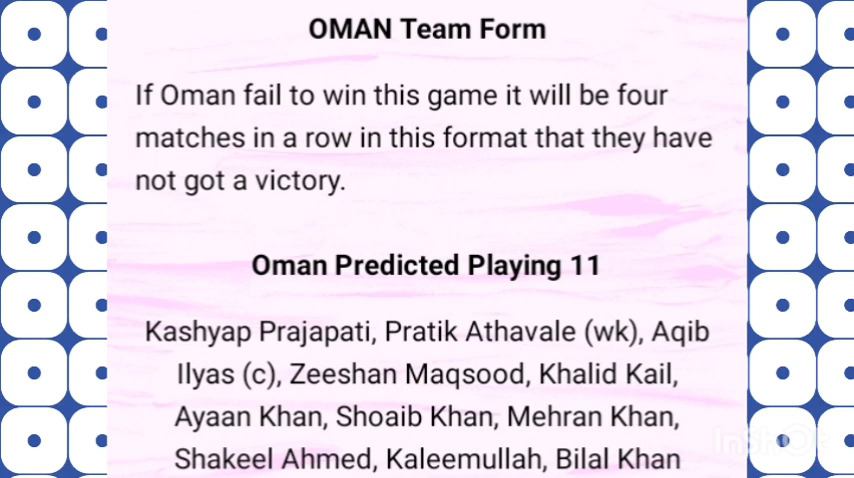 OMAN Team Form
If Oman fail to win this game it will be four
matches in a row in this format that they have
not got a victory.
Oman Predicted Playing 11
Kashyap Prajapati, Pratik Athavale (wk), Aqib
Ilyas (c), Zeeshan Maqsood, Khalid Kail,
Ayaan Khan, Shoaib Khan, Mehran Khan,
Shakeel Ahmed, Kaleemullah, Bilal Khan
InShOt